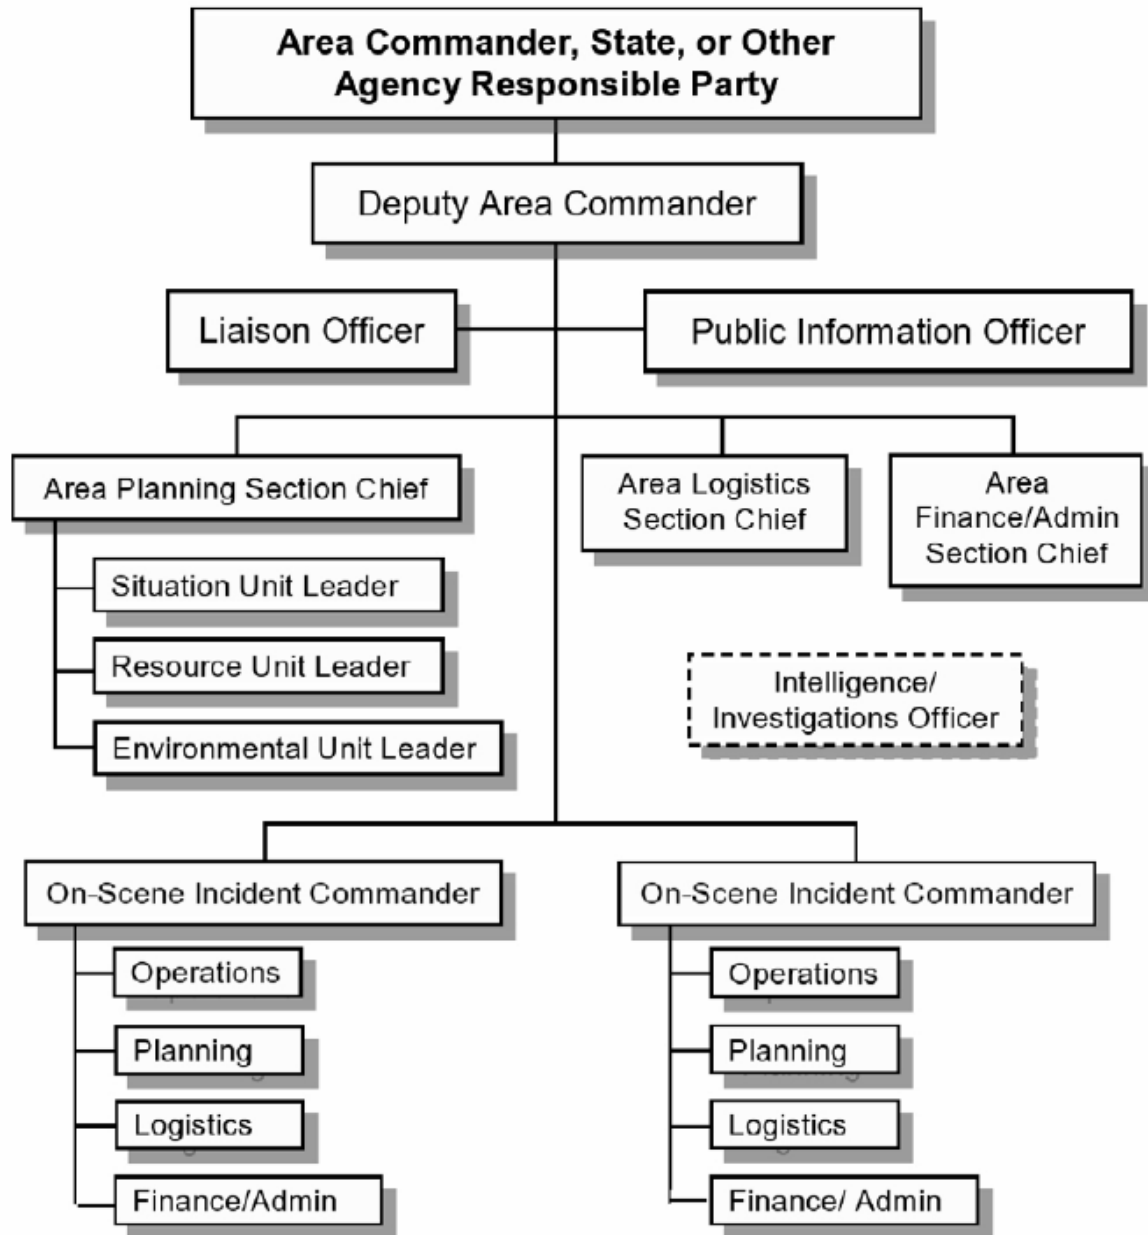 Area Commander, State, or Other
Agency Responsible Party
Deputy Area Commander
Liaison Officer
Public Information Officer
Area Planning Section Chief
Area Logistics
Section Chief
Area
Finance/Admin
Section Chief
Situation Unit Leader
Resource Unit Leader
Environmental Unit Leader
Intelligence/
Investigations Officer
On-Scene Incident Commander
Operations
Planning
Logistics
Finance/Admin
On-Scene Incident Commander
Operations
Planning
Logistics
Finance/ Admin